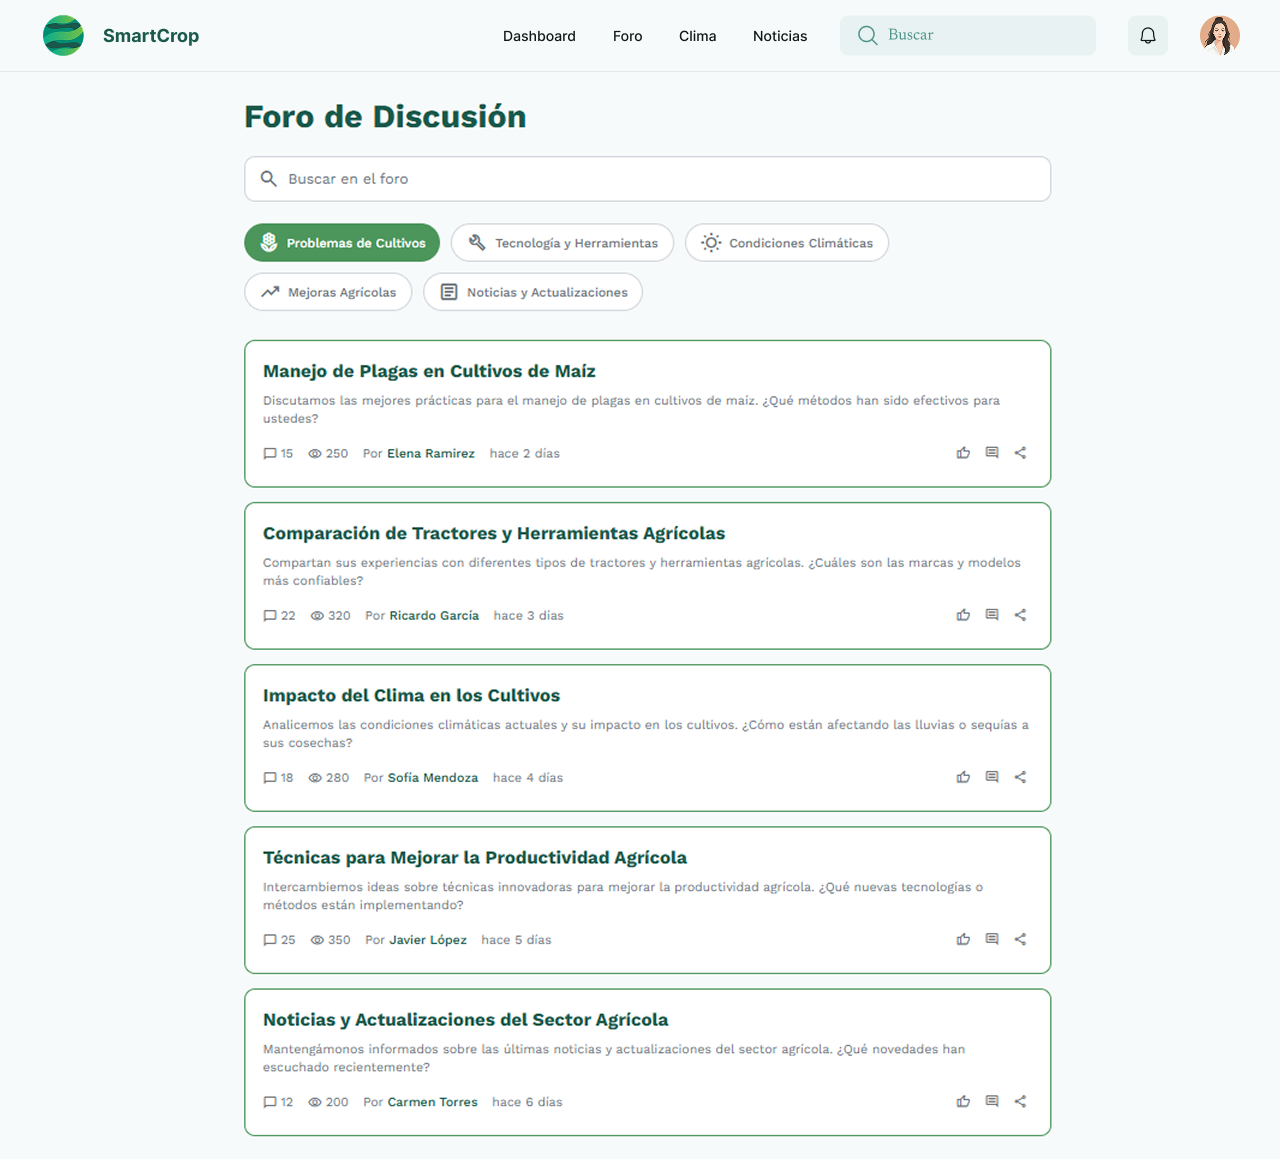 SmartCrop
Dashboard
Foro
Clima
Noticias
Buscar
Foro de Discusión
Buscar en el foro
Problemas de Cultivos
Tecnología y Herramientas
Condiciones Climáticas
Mejoras Agrícolas
Noticias y Actualizaciones
Manejo de Plagas en Cultivos de Maíz
Discutamos las mejores prácticas para el manejo de plagas en cultivos de maíz. ¿Qué métodos han sido efectivos para
ustedes?
15 250 Por Elena Ramirez hace 2 días
Comparación de Tractores y Herramientas Agrícolas
Compartan sus experiencias con diferentes tipos de tractores y herramientas agrícolas. ¿Cuáles son las marcas y modelos
más confiables?
22 320 Por Ricardo García hace 3 días
Impacto del Clima en los Cultivos
Analicemos las condiciones climáticas actuales y su impacto en los cultivos. ¿Cómo están afectando las lluvias o sequías a
sus cosechas?
18 280 Por Sofía Mendoza hace 4 días
Técnicas para Mejorar la Productividad Agrícola
Intercambiemos ideas sobre técnicas innovadoras para mejorar la productividad agrícola. ¿Qué nuevas tecnologías o
métodos están implementando?
25 350 Por Javier López hace 5 días
Noticias y Actualizaciones del Sector Agrícola
Mantengámonos informados sobre las últimas noticias y actualizaciones del sector agrícola. ¿Qué novedades han
escuchado recientemente?
12 200 Por Carmen Torres hace 6 días